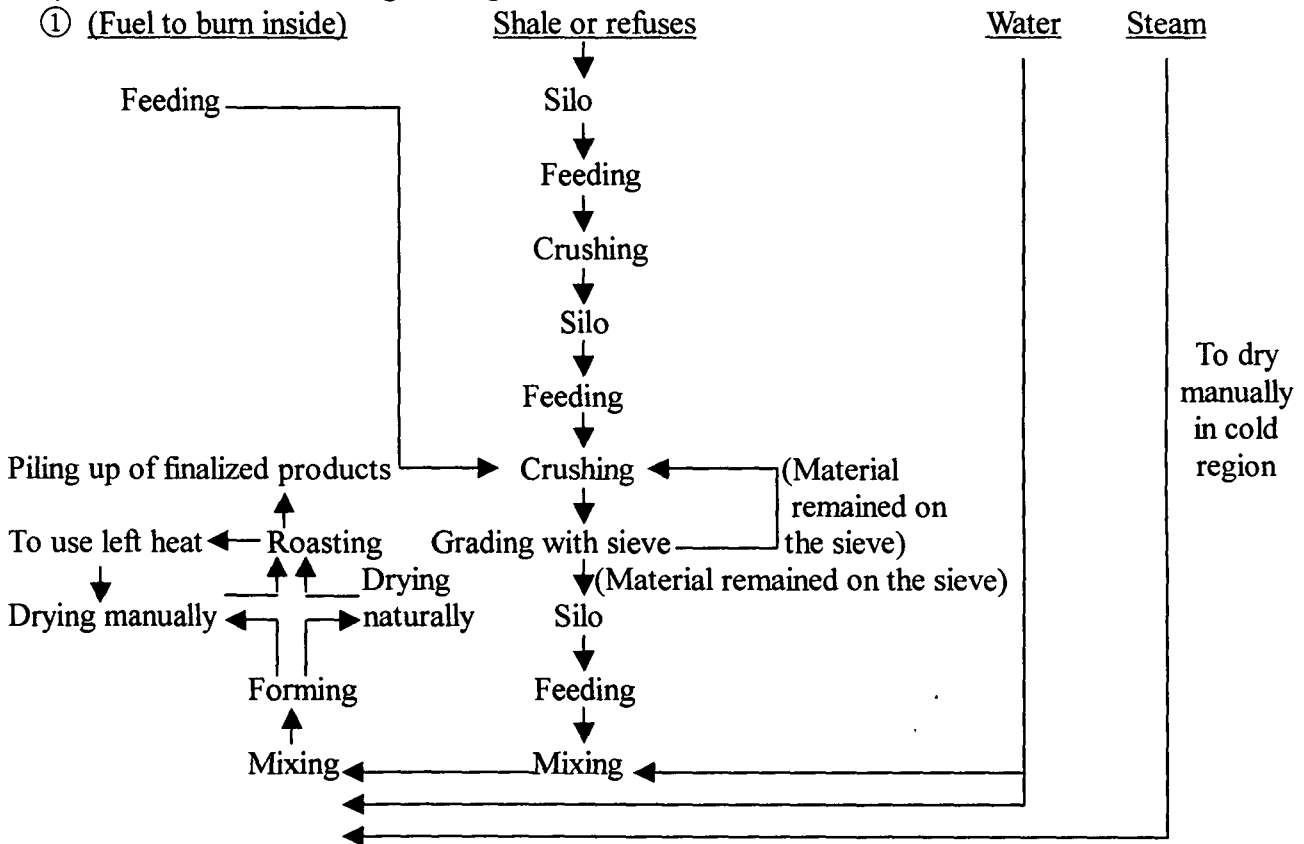 ① (Fuel to burn inside) Shale or refuses Water Steam
Feeding Silo
Feeding
Crushing
Silo
To dry
manually
in cold
region
Feeding
Piling up of finalized products Crushing (Material
remained on
the sieve)
To use left heat Roasting Grading with sieve
(Material remained on the sieve)
Drying
naturally
Drying manually Silo
Forming Feeding
Mixing Mixing